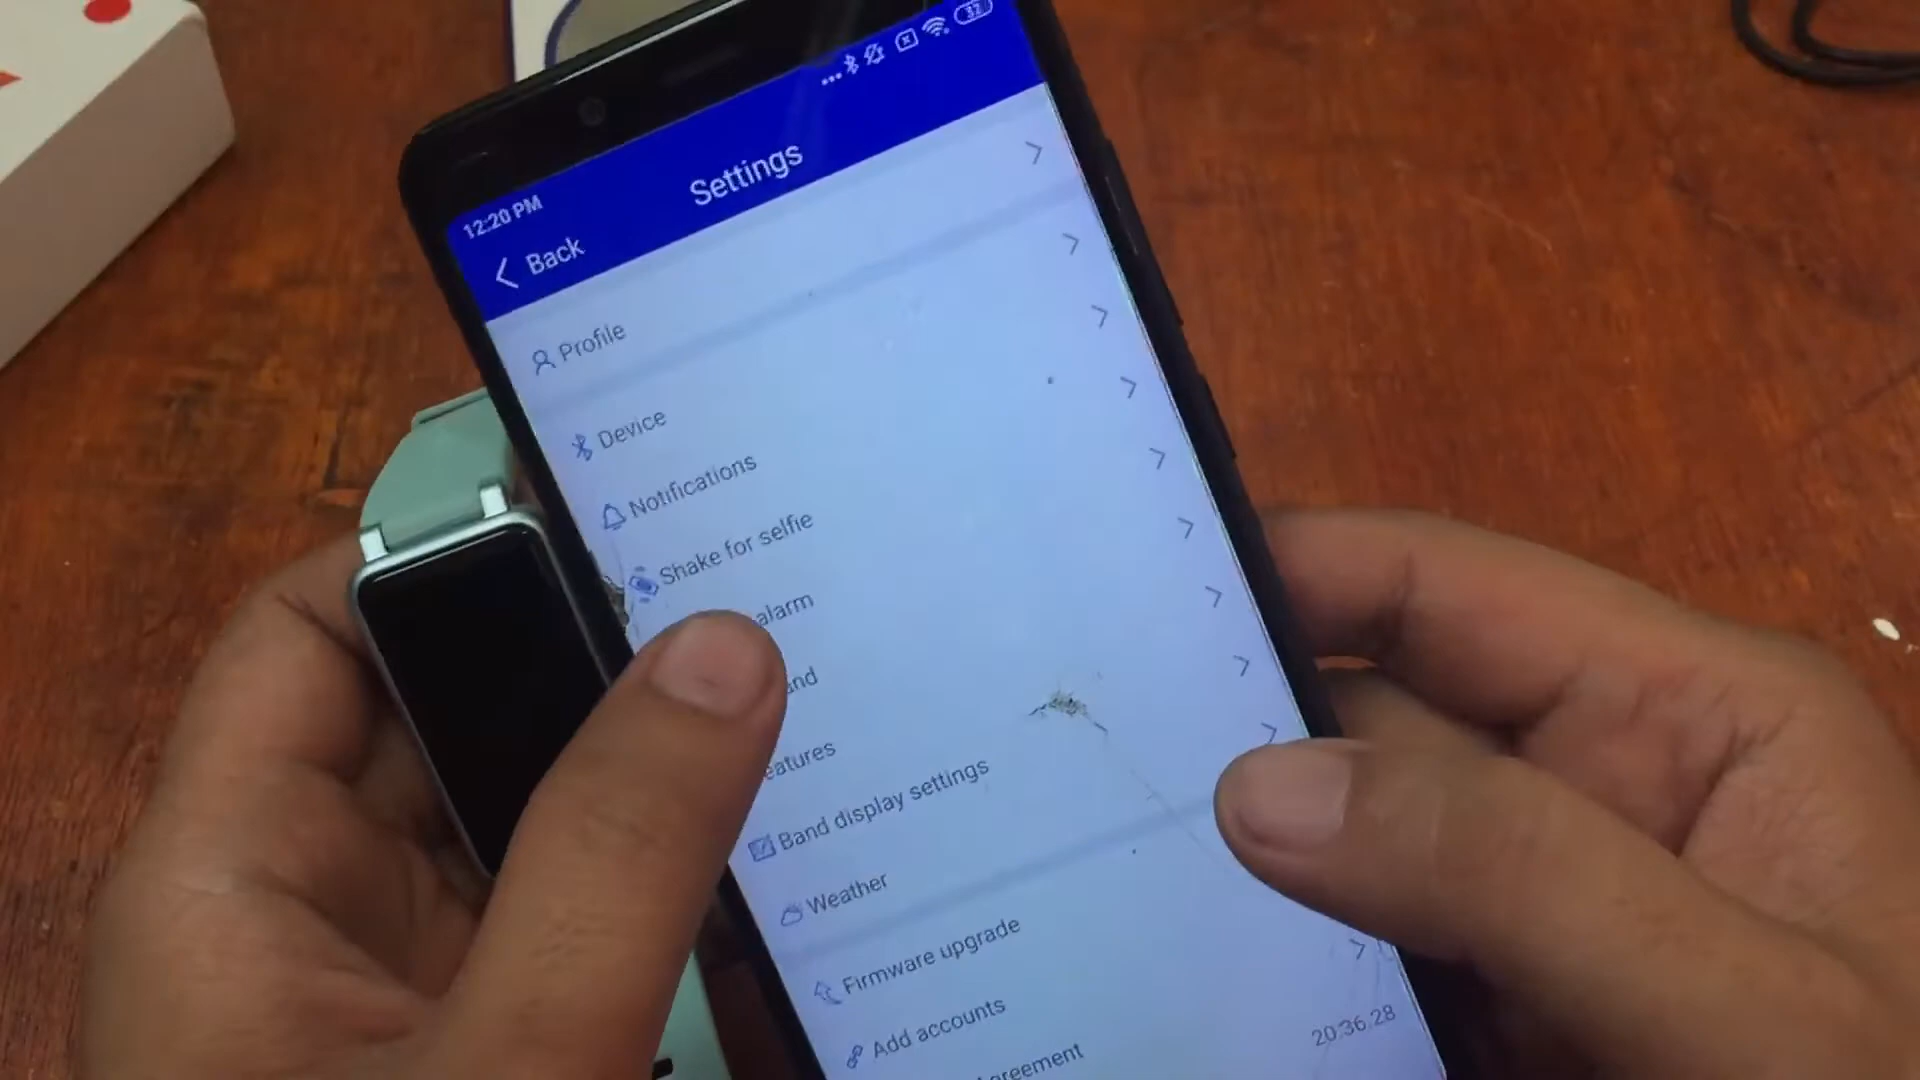 12:20 PM
32
Back
Settings
Profile
Device
Notifications
Shake for selfie
alarm
Band display settings
Weather
Firmware upgrade
Add accounts
20.36.28